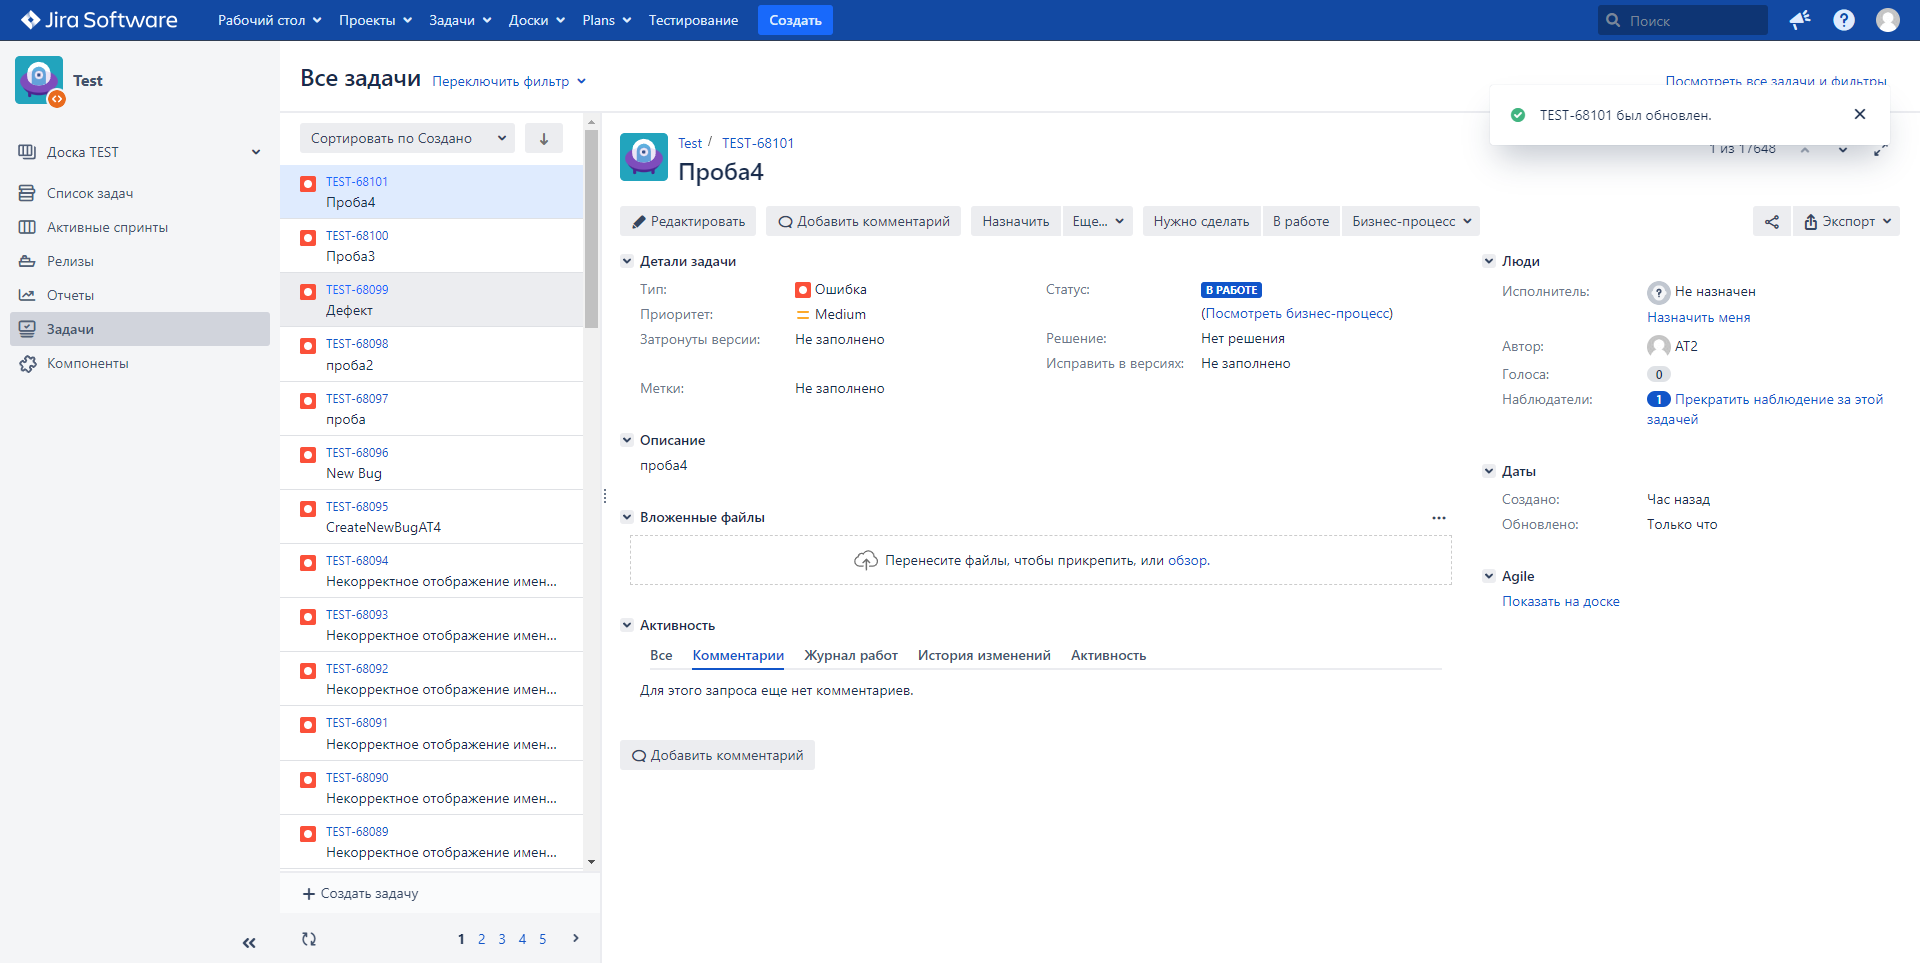 Jira Software
Рабочий стол
Проекты
Задачи
Доски
Plans
Тестирование
Создать
Поиск
Test
Доска TEST
Список задач
Активные спринты
Релизы
Отчеты
Задачи
Компоненты
Все задачи
Переключить фильтр
Посмотреть все задачи и фильтры
TEST-68101 был обновлен.
1 из 17648
Сортировать по Создано
TEST-68101
Проба4
TEST-68100
Проба3
TEST-68099
Дефект
TEST-68098
проба2
TEST-68097
проба
TEST-68096
New Bug
TEST-68095
CreateNewBugAT4
TEST-68094
Некорректное отображение имен...
TEST-68093
Некорректное отображение имен...
TEST-68092
Некорректное отображение имен...
TEST-68091
Некорректное отображение имен...
TEST-68090
Некорректное отображение имен...
TEST-68089
Некорректное отображение имен...
Создать задачу
1 2 3 4 5
Test / TEST-68101
Проба4
Редактировать
Добавить комментарий
Назначить
Еще...
Нужно сделать
В работе
Бизнес-процесс
Экспорт
Детали задачи
Тип: Ошибка
Приоритет: Medium
Затронуты версии: Не заполнено
Метки: Не заполнено
Статус: В РАБОТЕ
(Посмотреть бизнес-процесс)
Решение: Нет решения
Исправить в версиях: Не заполнено
Описание
проба4
Вложенные файлы
Перенесите файлы, чтобы прикрепить, или обзор.
Активность
Все
Комментарии
Журнал работ
История изменений
Активность
Для этого запроса еще нет комментариев.
Добавить комментарий
Люди
Исполнитель: Не назначен
Назначить меня
Автор: AT2
Голоса: 0
Наблюдатели: 1 Прекратить наблюдение за этой
задачей
Даты
Создано: Час назад
Обновлено: Только что
Agile
Показать на доске